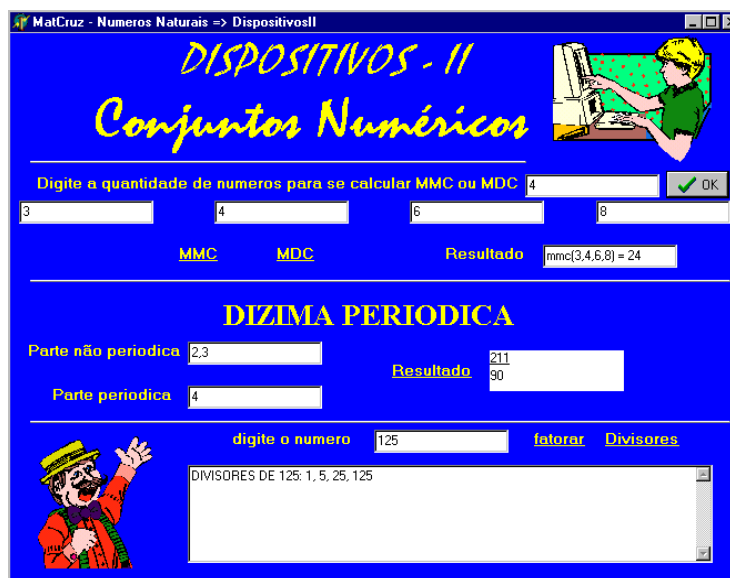 MatCruz - Numeros Naturais => DispositivosII
DISPOSITIVOS - II
Conjuntos Numéricos
Digite a quantidade de numeros para se calcular MMC ou MDC 4 OK
3 4 6 8
MMC MDC Resultado mmc(3,4,6,8) = 24
DIZIMA PERIODICA
Parte não periodica 2,3
Resultado 211
90
Parte periodica 4
digite o numero 125 fatorar Divisores
DIVISORES DE 125: 1, 5, 25, 125